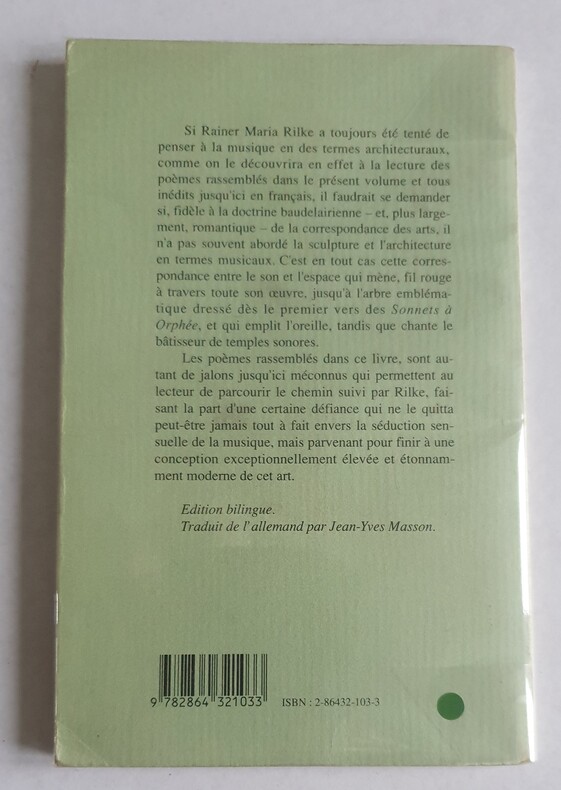 Si Rainer Maria Rilke a toujours été tenté de
penser à la musique en des termes architecturaux,
comme on le découvrira en effet à la lecture des
poèmes rassemblés dans le présent volume et tous
inédits jusqu'ici en français, il faudrait se demander
si, fidèle à la doctrine baudelairienne – et, plus large-
ment, romantique – de la correspondance des arts, il
n'a pas souvent abordé la sculpture et l'architecture
en termes musicaux. C'est en tout cas cette corres-
pondance entre le son et l'espace qui mène, fil rouge
à travers toute son œuvre, jusqu'à l'arbre embléma-
tique dressé dès le premier vers des Sonnets à
Orphée, et qui emplit l'oreille, tandis que chante le
bâtisseur de temples sonores.
Les poèmes rassemblés dans ce livre, sont au-
tant de jalons jusqu'ici méconnus qui permettent au
lecteur de parcourir le chemin suivi par Rilke, fai-
sant la part d'une certaine défiance qui ne le quitta
peut-être jamais tout à fait envers la séduction sen-
suelle de la musique, mais parvenant pour finir à une
conception exceptionnellement élevée et étonnam-
ment moderne de cet art.
Edition bilingue.
Traduit de l'allemand par Jean-Yves Masson.
9 782864 321033
ISBN : 2-86432-103-3